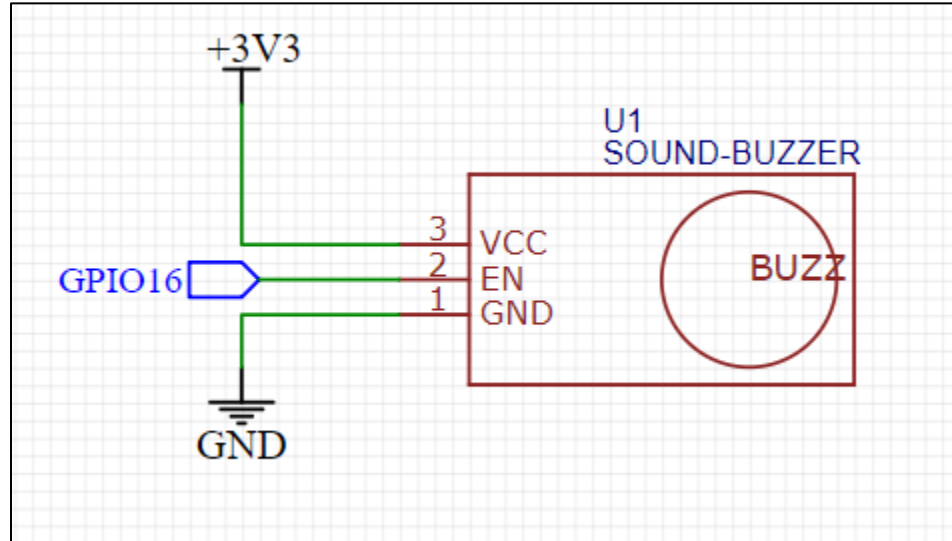 +3V3
U1
SOUND-BUZZER
3 VCC
GPIO16 2 EN BUZZ
1 GND
GND